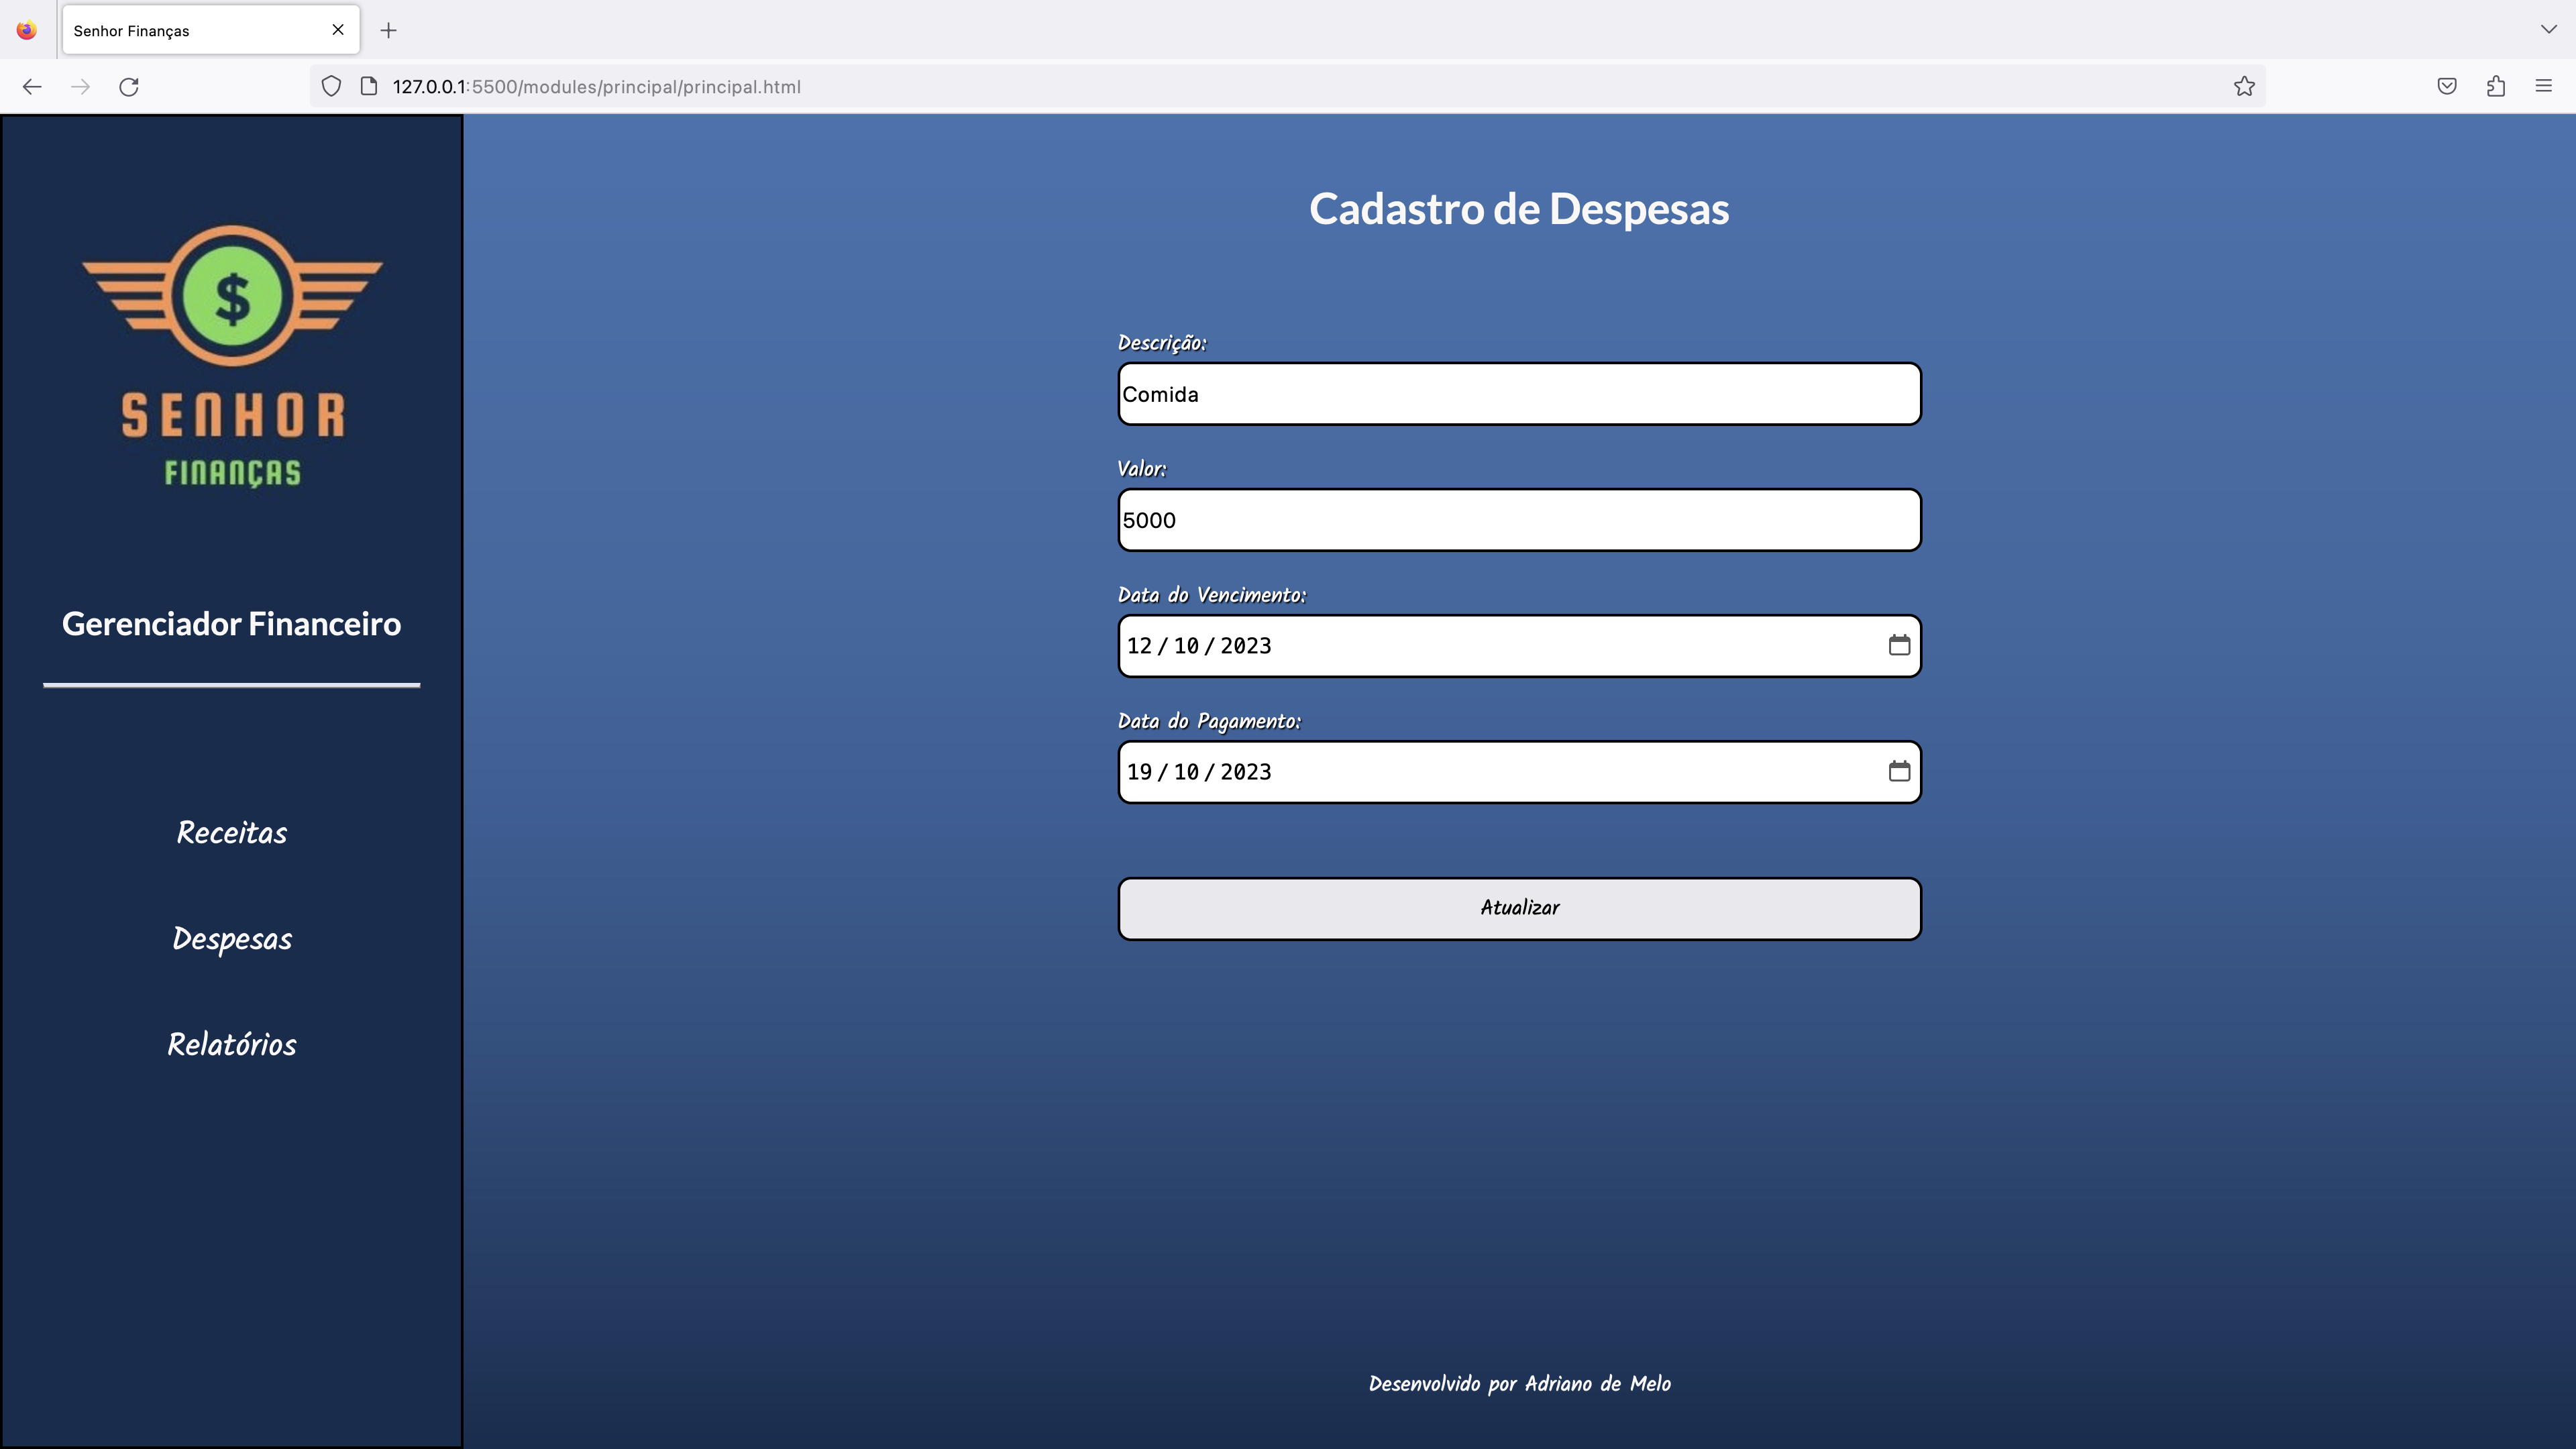 Senhor Finanças
127.0.0.1:5500/modules/principal/principal.html
$
SENHOR
FINANÇAS
Gerenciador Financeiro
Receitas
Despesas
Relatórios
Cadastro de Despesas
Descrição:
Comida
Valor:
5000
Data do Vencimento:
12 / 10 / 2023
Data do Pagamento:
19 / 10 / 2023
Atualizar
Desenvolvido por Adriano de Melo